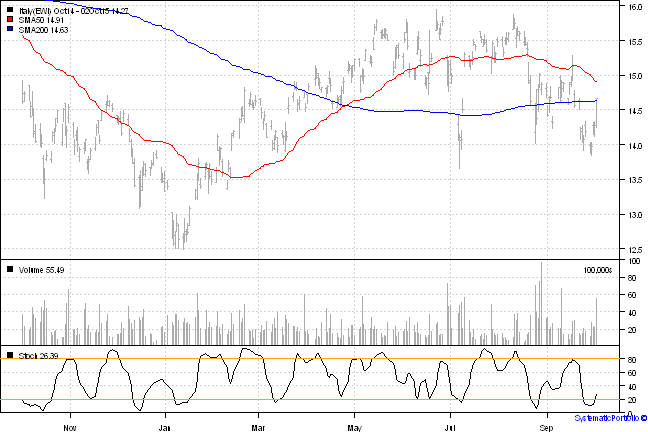 Italy(EWI) Oct14 - 02Oct15 14.27
SMA50 14.91
SMA200 14.63
16.0
15.5
15.0
14.5
14.0
13.5
13.0
12.5
Volume 55.49
100,000s
100
80
60
40
20
Stoch 26.39
80
60
40
20
0
Nov Jan Mar May Jul Sep
SystematicPortfolio ©